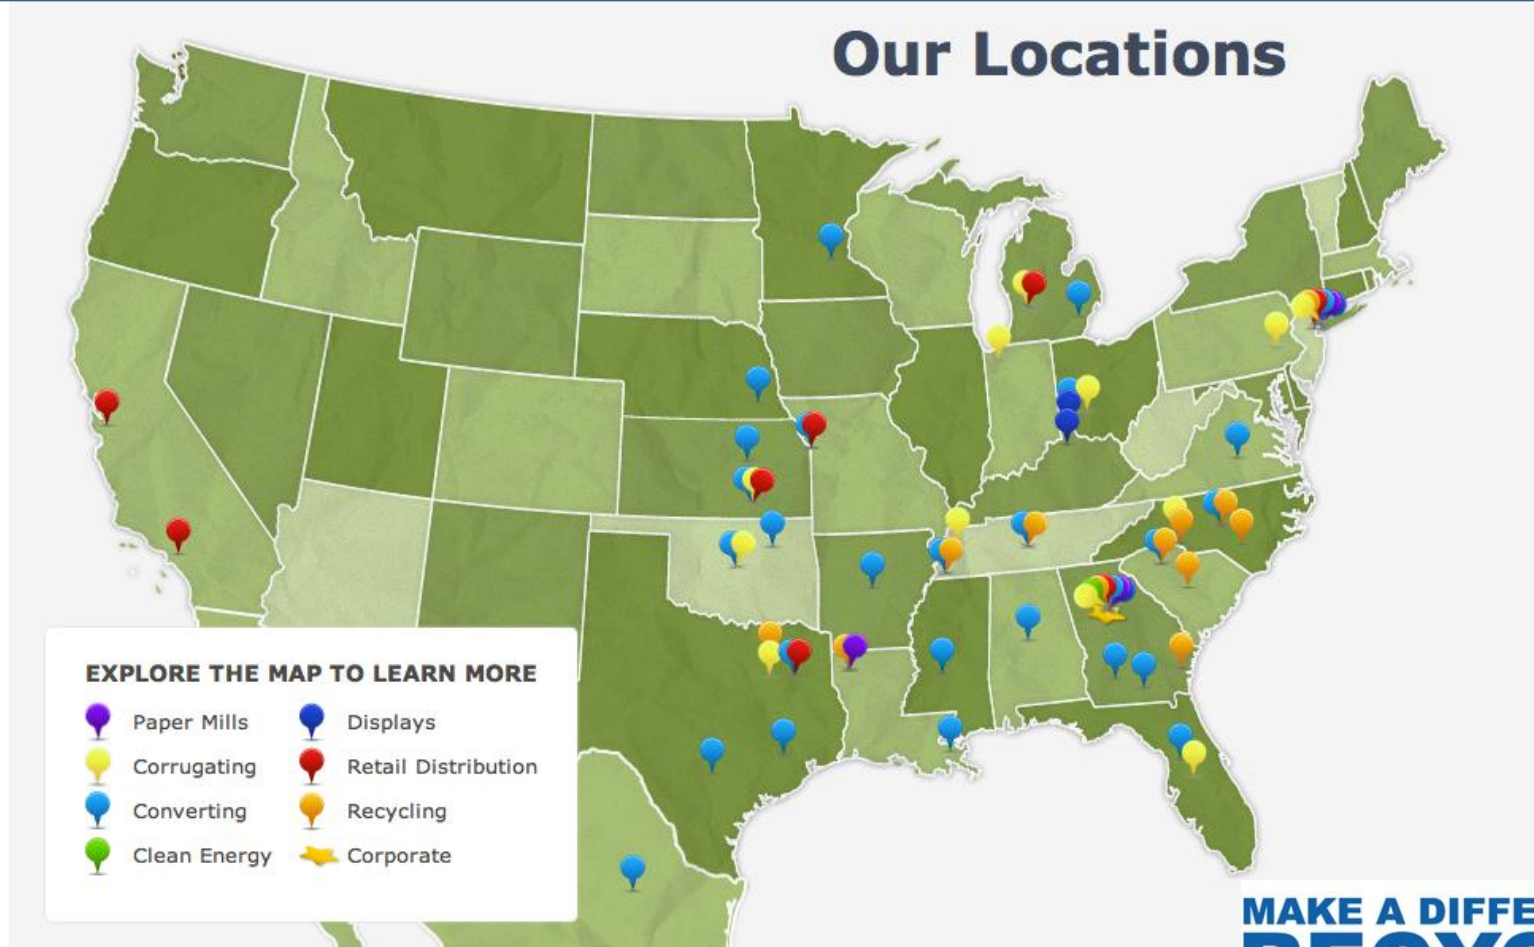 Our Locations
EXPLORE THE MAP TO LEARN MORE
Paper Mills
Displays
Corrugating
Retail Distribution
Converting
Recycling
Clean Energy
Corporate
MAKE A DIFFE